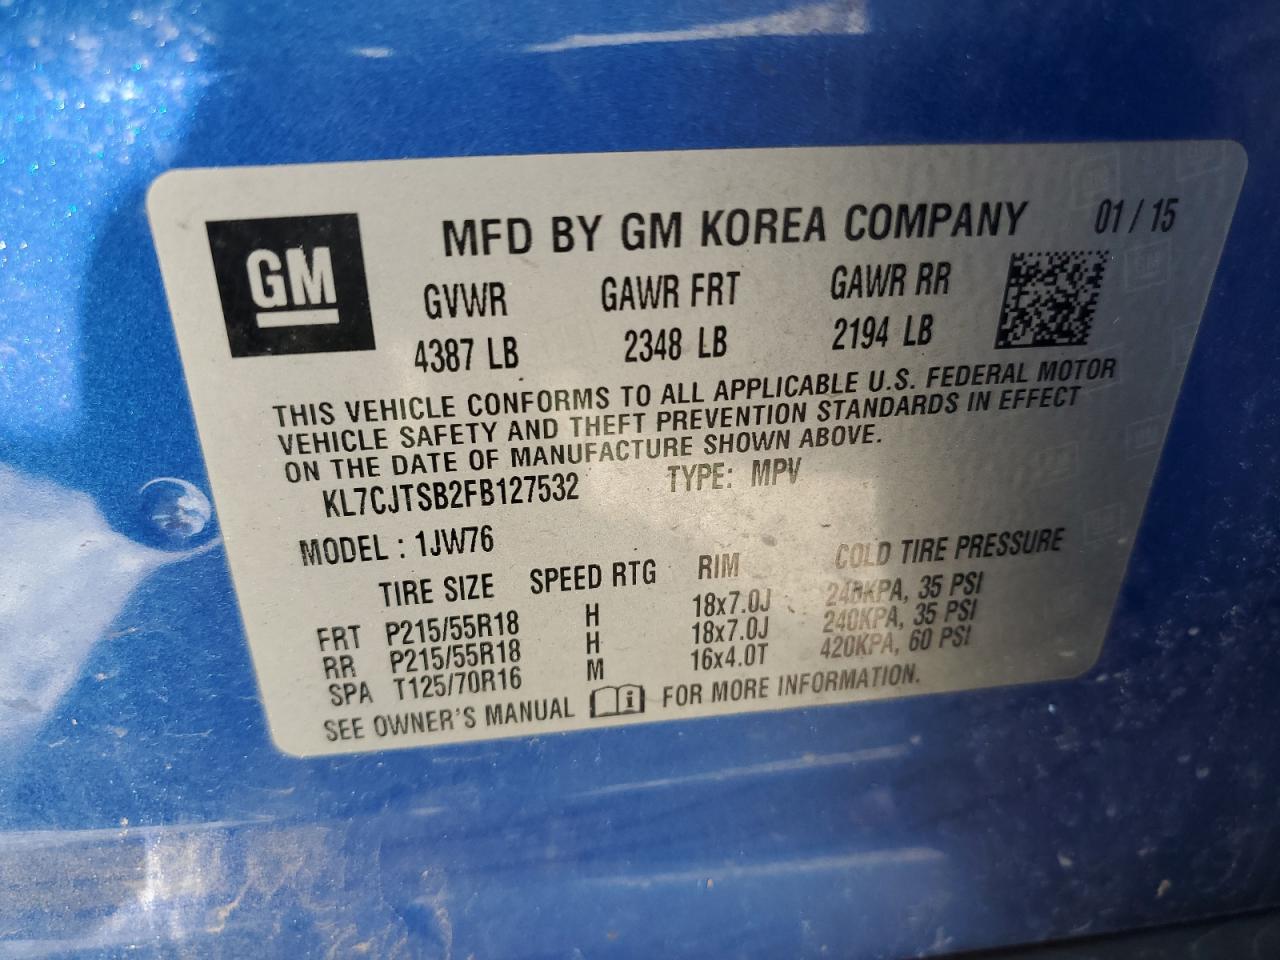 GM
MFD BY GM KOREA COMPANY 01 / 15
GVWR GAWR FRT GAWR RR
4387 LB 2348 LB 2194 LB
THIS VEHICLE CONFORMS TO ALL APPLICABLE U.S. FEDERAL MOTOR
VEHICLE SAFETY AND THEFT PREVENTION STANDARDS IN EFFECT
ON THE DATE OF MANUFACTURE SHOWN ABOVE.
KL7CJTSB2FB127532 TYPE: MPV
MODEL : 1JW76
TIRE SIZE SPEED RTG RIM COLD TIRE PRESSURE
FRT P215/55R18 H 18x7.0J 240KPA, 35 PSI
RR P215/55R18 H 18x7.0J 240KPA, 35 PSI
SPA T125/70R16 M 16x4.0T 420KPA, 60 PSI
SEE OWNER'S MANUAL FOR MORE INFORMATION.